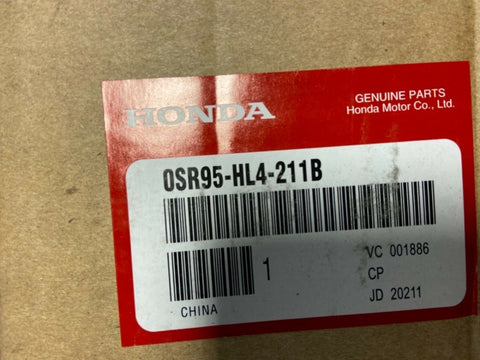 HONDA
GENUINE PARTS
Honda Motor Co., Ltd.
0SR95-HL4-211B
1
VC 001886
CP
JD 20211
CHINA